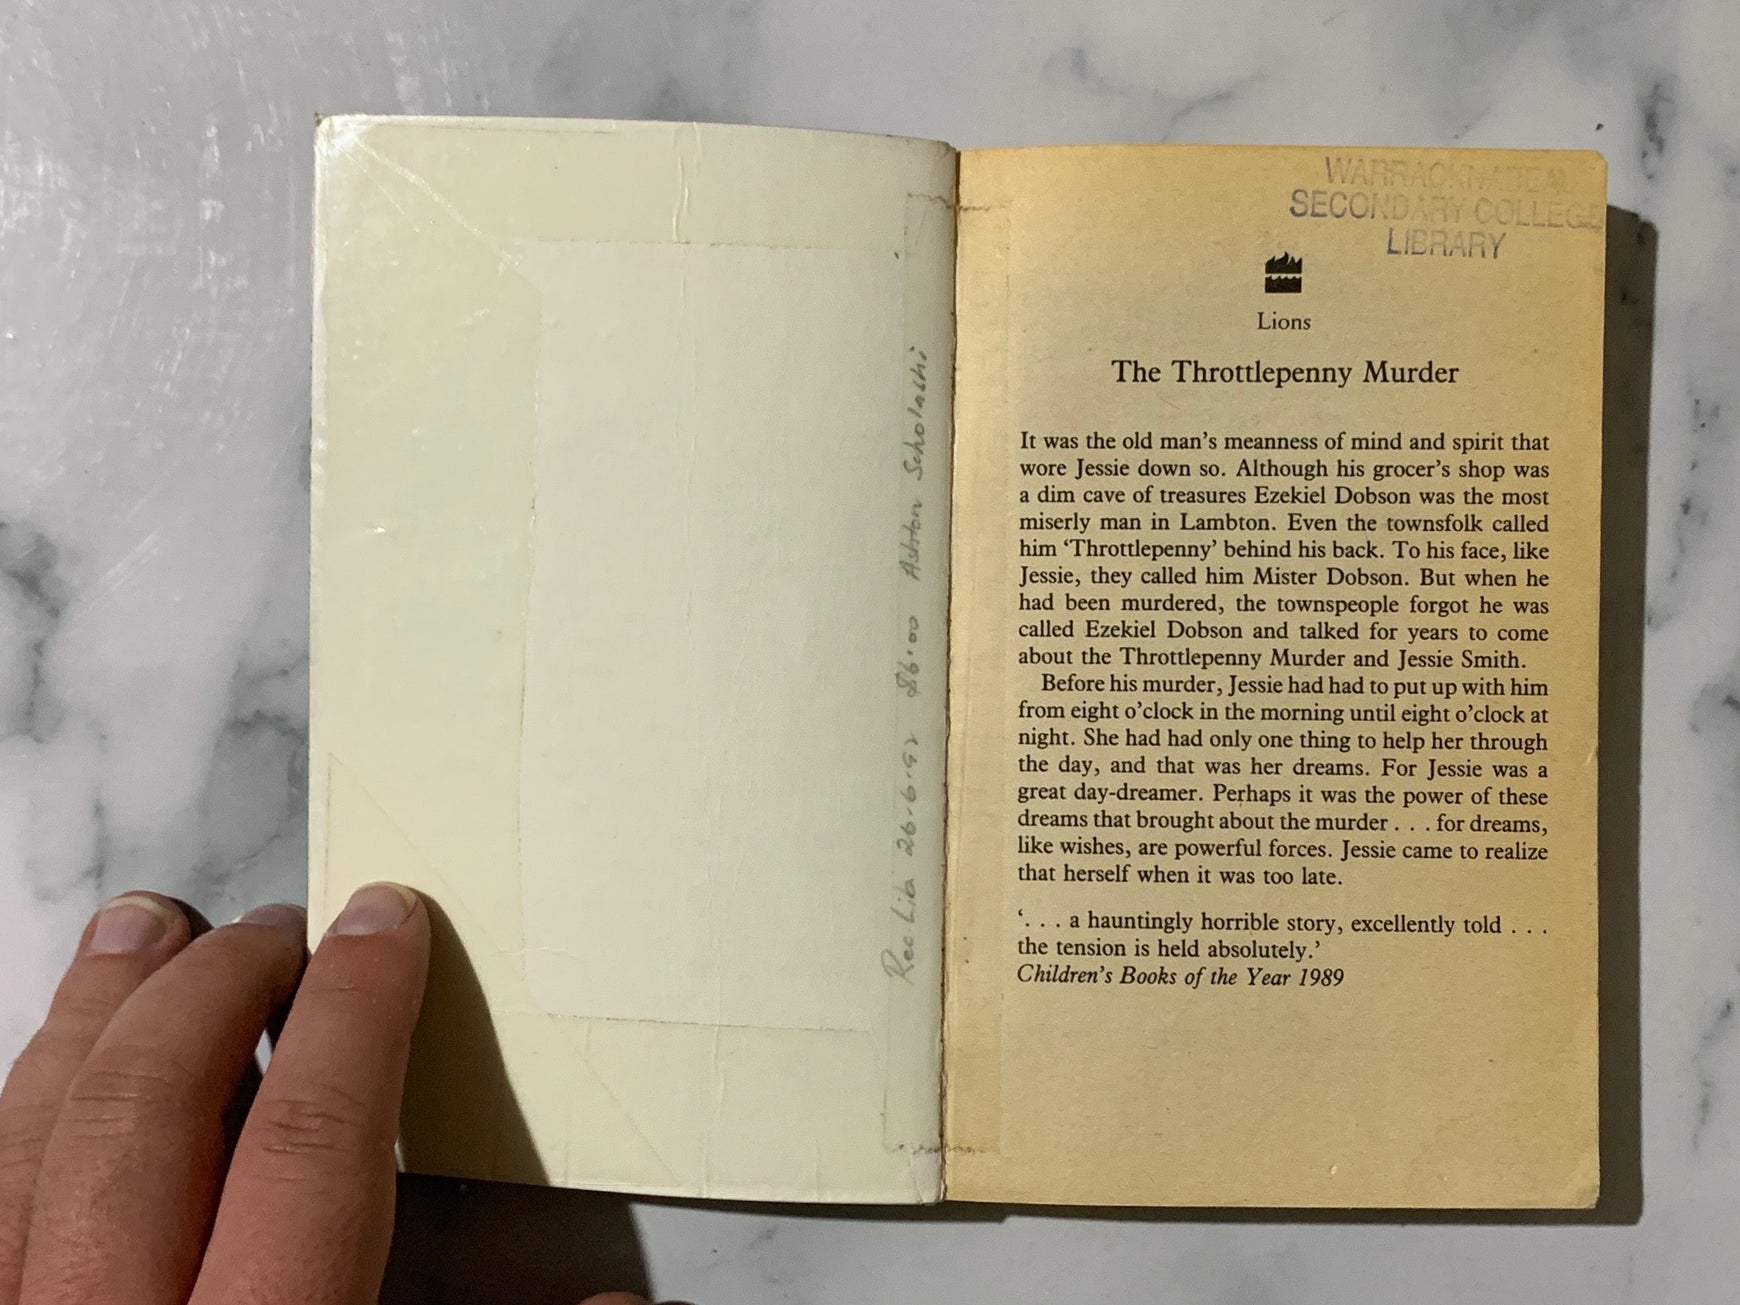 Rec. Lib 26.6.92 $6.00 Ashton Scholastic
WARRACKNABEAL
SECONDARY COLLEGE
LIBRARY
Lions
The Throttlepenny Murder
It was the old man's meanness of mind and spirit that
wore Jessie down so. Although his grocer's shop was
a dim cave of treasures Ezekiel Dobson was the most
miserly man in Lambton. Even the townsfolk called
him ‘Throttlepenny’ behind his back. To his face, like
Jessie, they called him Mister Dobson. But when he
had been murdered, the townspeople forgot he was
called Ezekiel Dobson and talked for years to come
about the Throttlepenny Murder and Jessie Smith.
Before his murder, Jessie had had to put up with him
from eight o’clock in the morning until eight o’clock at
night. She had had only one thing to help her through
the day, and that was her dreams. For Jessie was a
great day-dreamer. Perhaps it was the power of these
dreams that brought about the murder . . . for dreams,
like wishes, are powerful forces. Jessie came to realize
that herself when it was too late.
‘. . . a hauntingly horrible story, excellently told . . .
the tension is held absolutely.’
Children’s Books of the Year 1989